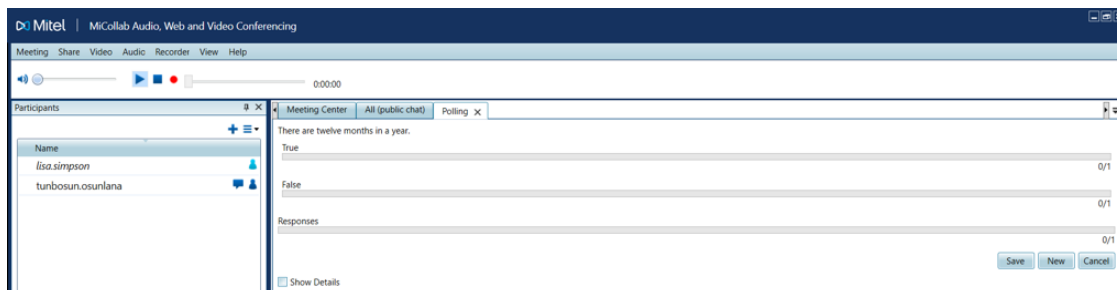 Mitel | MiCollab Audio, Web and Video Conferencing
Meeting Share Video Audio Recorder View Help
0:00:00
Participants
Meeting Center All (public chat) Polling
There are twelve months in a year.
Name
True
lisa.simpson
0/1
tunbosun.osunlana
False
0/1
Responses
0/1
Save New Cancel
Show Details